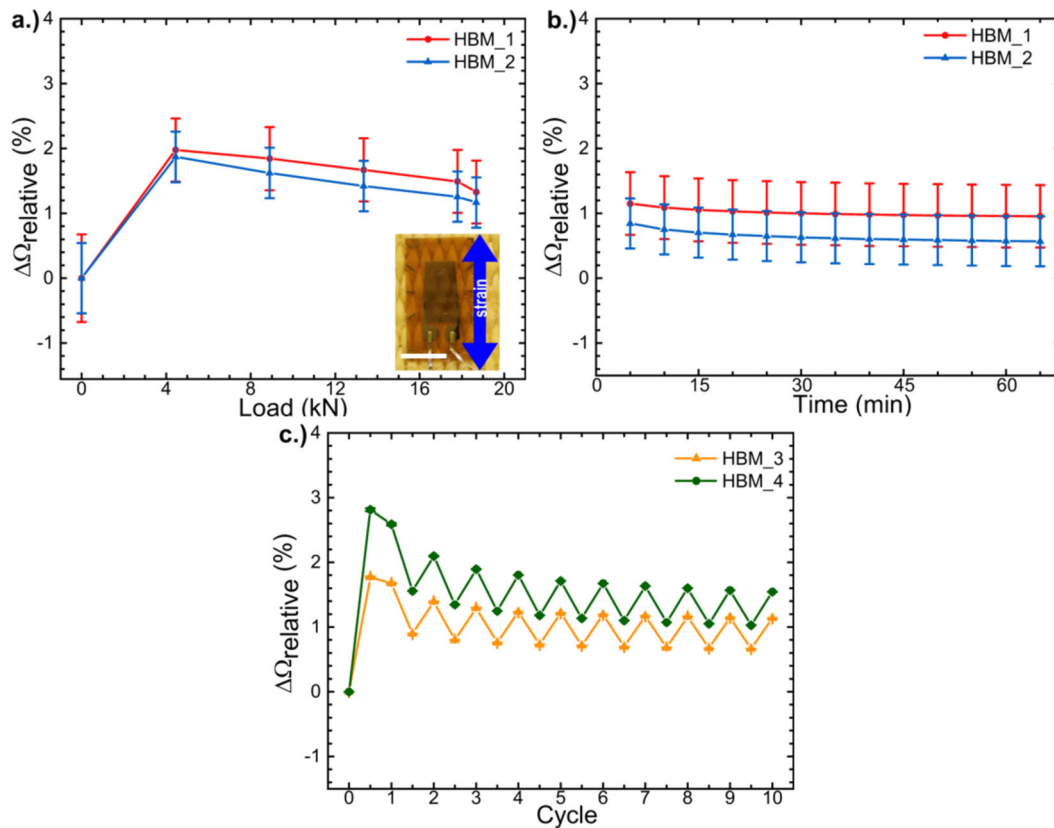 a.)
4
3
2
1
0
-1
ΔΩrelative (%)
HBM_1
HBM_2
strain
0 4 8 12 16 20
Load (kN)
b.)
4
3
2
1
0
-1
ΔΩrelative (%)
HBM_1
HBM_2
0 15 30 45 60
Time (min)
c.)
4
3
2
1
0
-1
ΔΩrelative (%)
HBM_3
HBM_4
0 1 2 3 4 5 6 7 8 9 10
Cycle